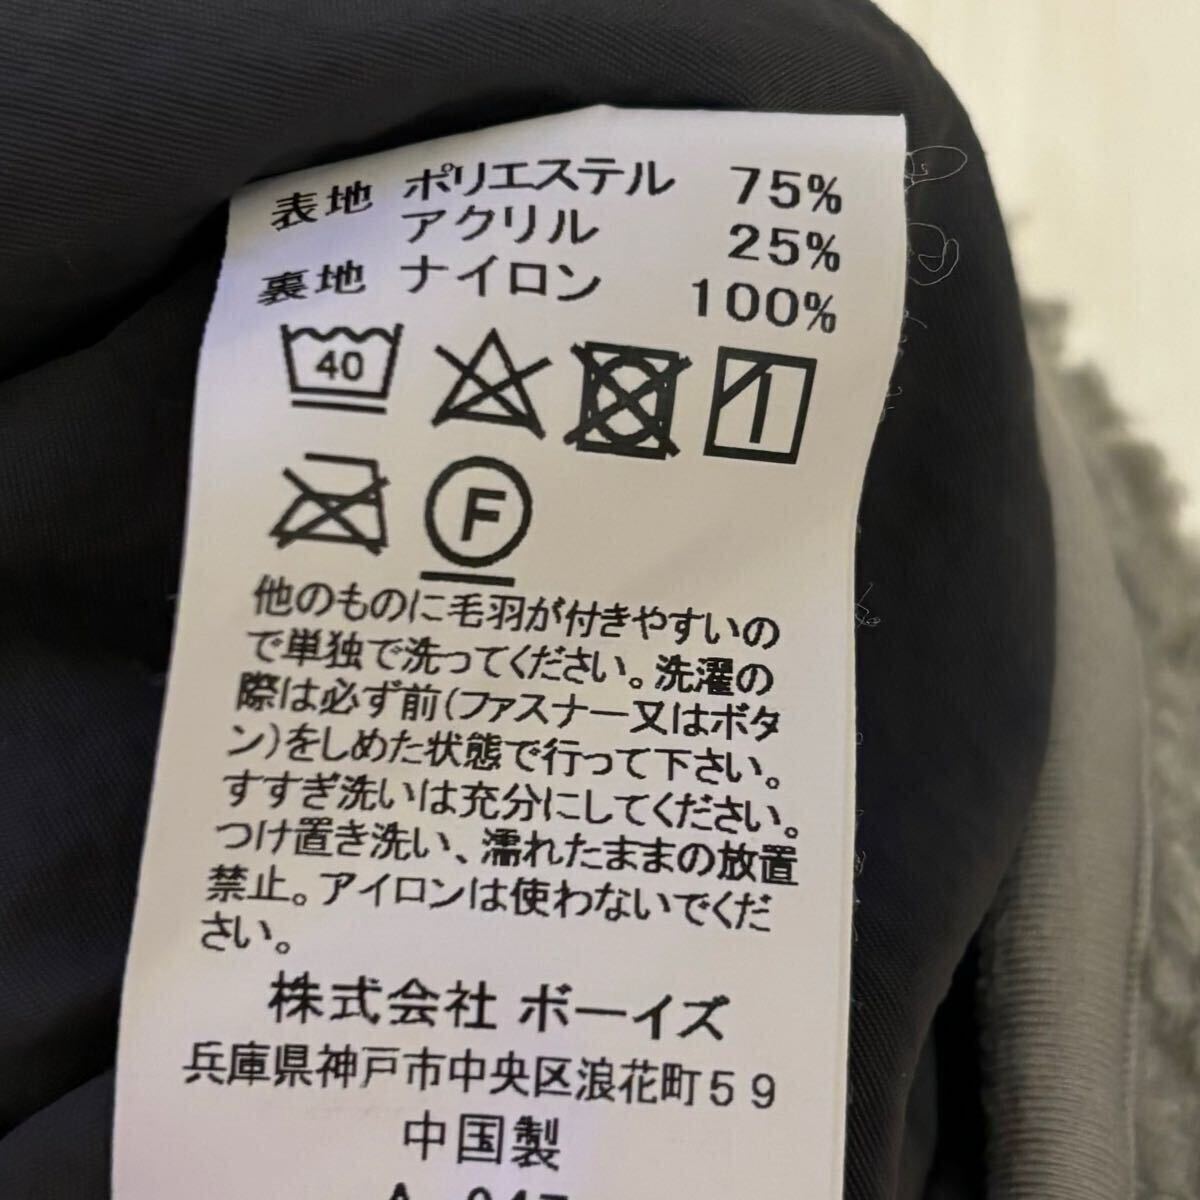 表地 ポリエステル 75%
アクリル 25%
裏地 ナイロン 100%
40
F
他のものに毛羽が付きやすいの
で単独で洗ってください。洗濯の
際は必ず前(ファスナー又はボタ
ン)をしめた状態で行って下さい。
すすぎ洗いは充分にしてください。
つけ置き洗い、濡れたままの放置
禁止。アイロンは使わないでくだ
さい。
株式会社 ボーイズ
兵庫県神戸市中央区浪花町59
中国製